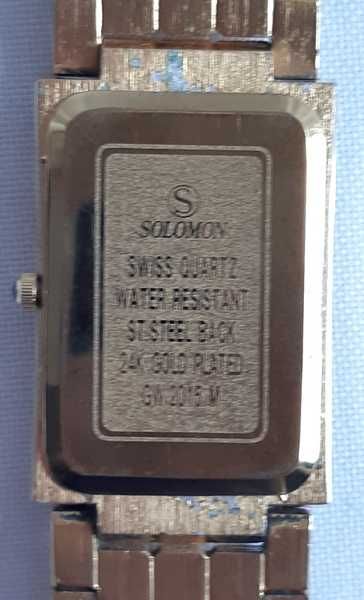 S
SOLOMON
SWISS QUARTZ
WATER RESISTANT
ST.STEEL BACK
24K GOLD PLATED
GW.2015.M